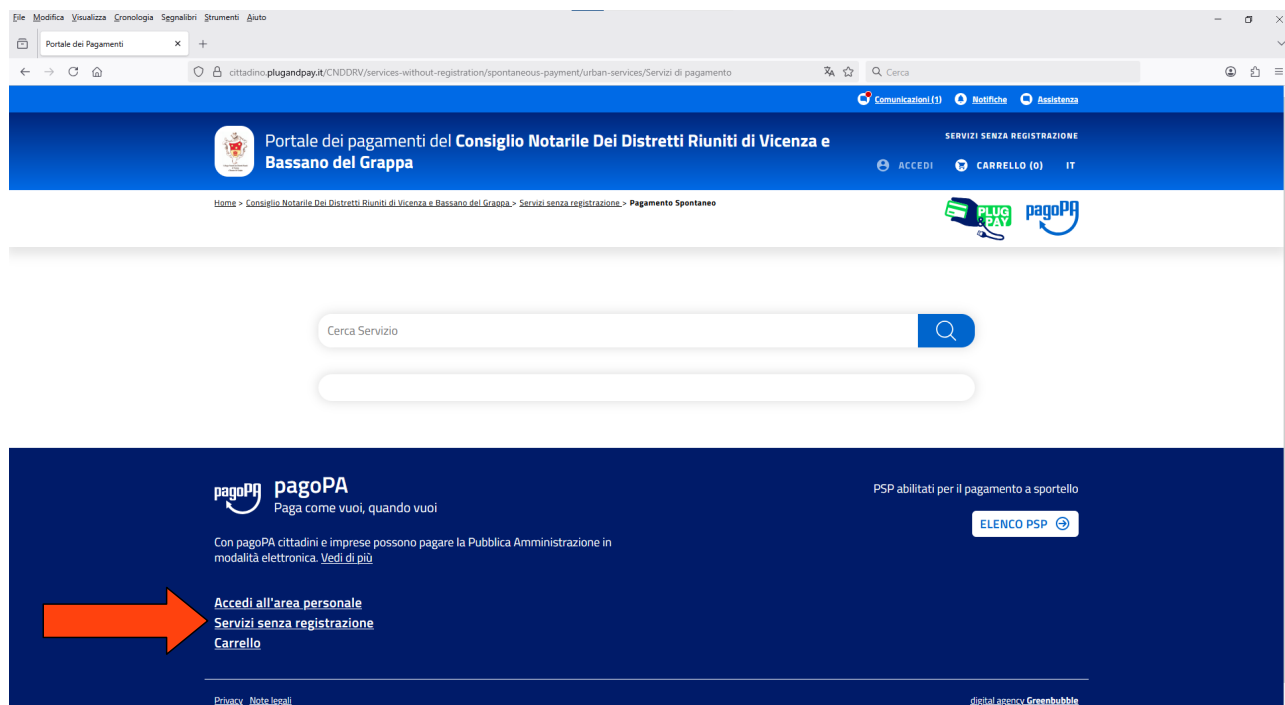 File Modifica Visualizza Cronologia Segnalibri Strumenti Aiuto
Portale dei Pagamenti
cittadino.plugandpay.it/CNDDRV/services-without-registration/spontaneous-payment/urban-services/Servizi di pagamento
Cerca
Comunicazioni (1) Notifiche Assistenza
Portale dei pagamenti del Consiglio Notarile Dei Distretti Riuniti di Vicenza e
Bassano del Grappa
SERVIZI SENZA REGISTRAZIONE
ACCEDI CARRELLO (0) IT
Home > Consiglio Notarile Dei Distretti Riuniti di Vicenza e Bassano del Grappa > Servizi senza registrazione > Pagamento Spontaneo
PLUG
&PAY
pagoPA
Cerca Servizio
pagoPA
pagoPA
Paga come vuoi, quando vuoi
Con pagoPA cittadini e imprese possono pagare la Pubblica Amministrazione in
modalità elettronica. Vedi di più
PSP abilitati per il pagamento a sportello
ELENCO PSP
Accedi all'area personale
Servizi senza registrazione
Carrello
Privacy Note legali
digital agency Greenbubble